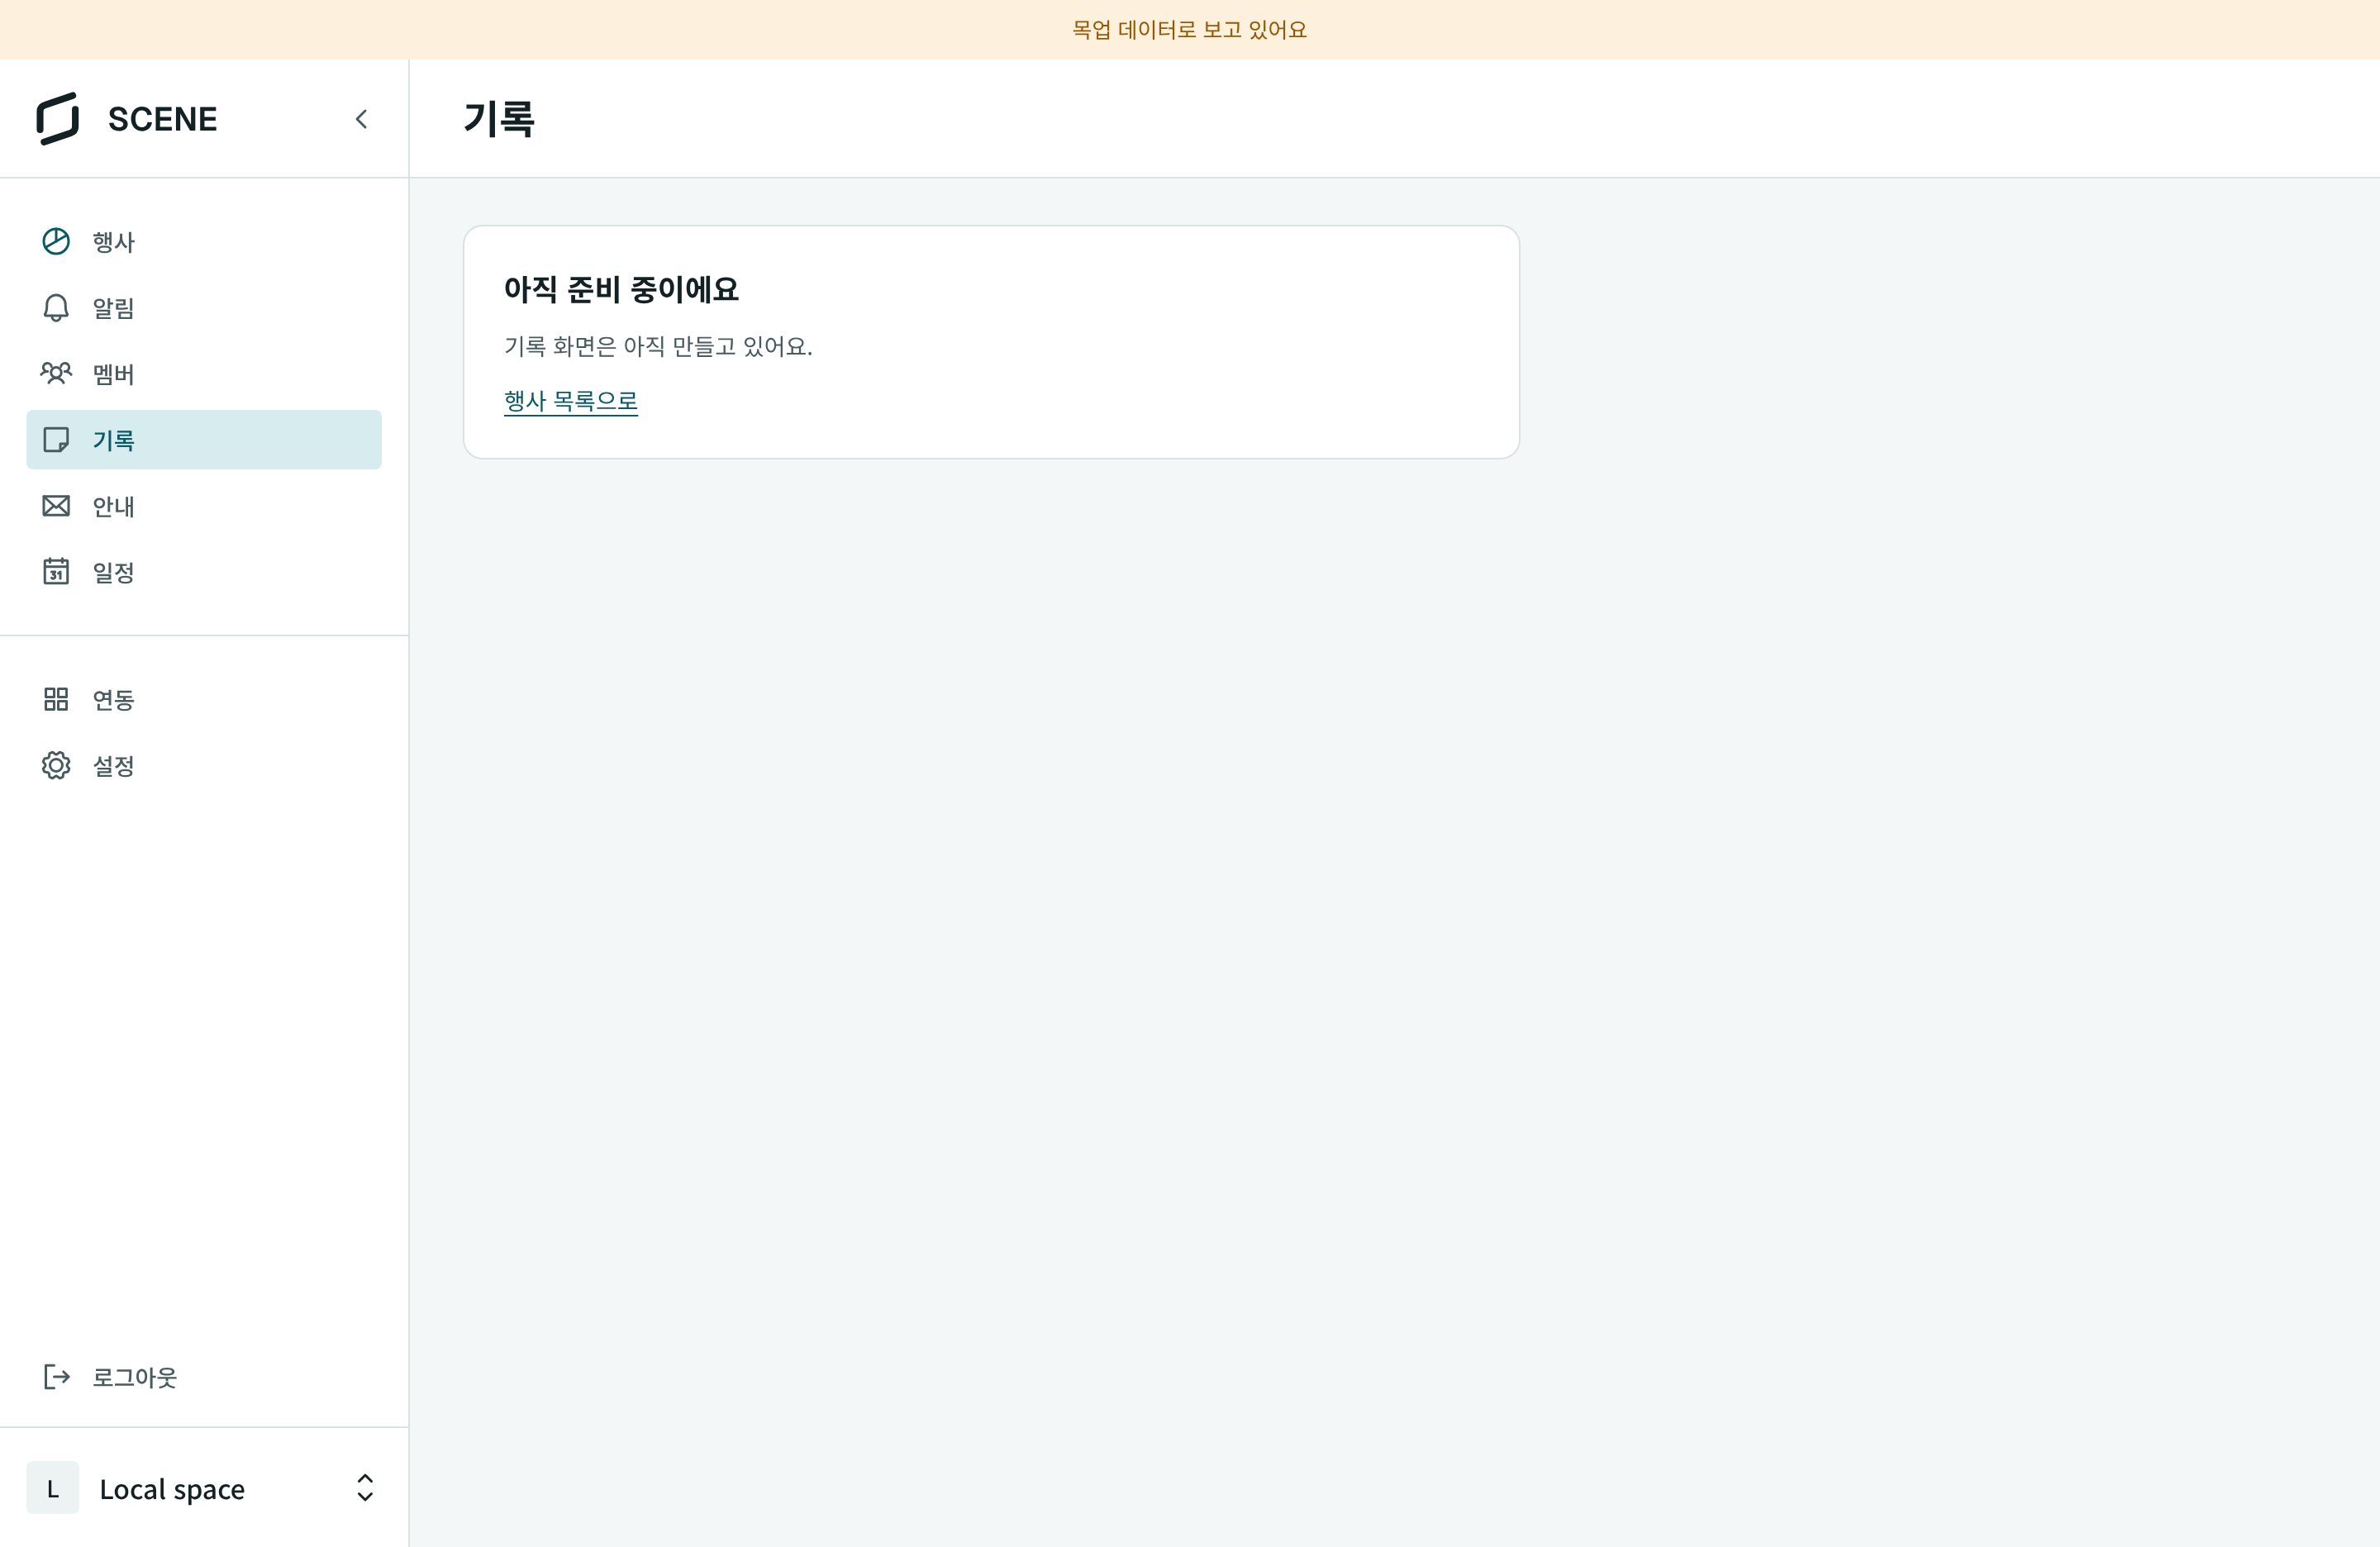 목업 데이터로 보고 있어요
SCENE
기록
행사
알림
멤버
기록
안내
31
일정
연동
설정
아직 준비 중이에요
기록 화면은 아직 만들고 있어요.
행사 목록으로
로그아웃
L
Local space